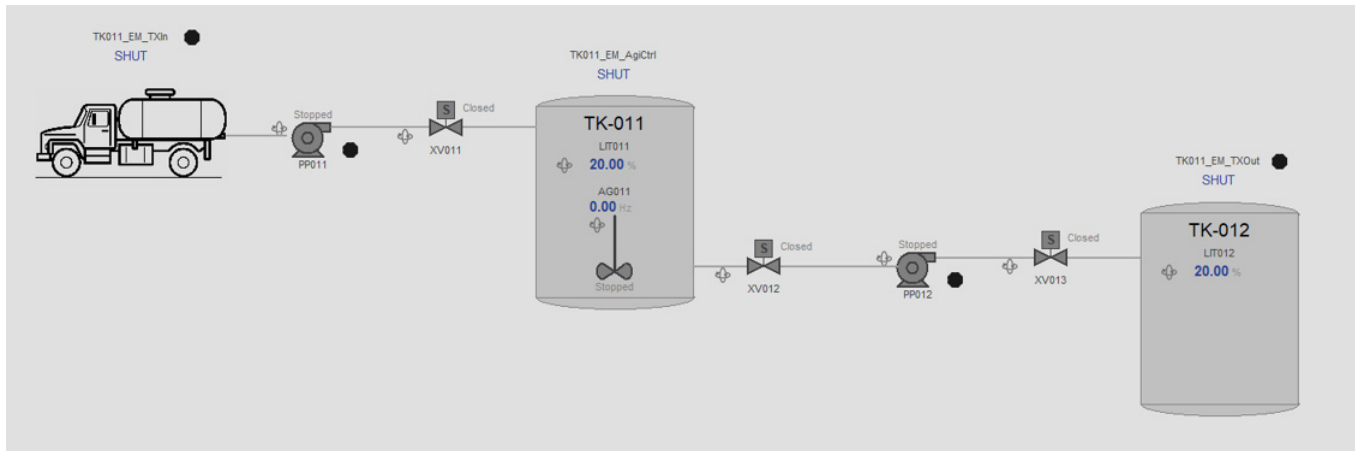 TK011_EM_TXIn
SHUT
Stopped
PP011
S
Closed
XV011
TK011_EM_AgiCtrl
SHUT
TK-011
LIT011
20.00 %
AG011
0.00 Hz
Stopped
S
Closed
XV012
Stopped
PP012
S
Closed
XV013
TK011_EM_TXOut
SHUT
TK-012
LIT012
20.00 %